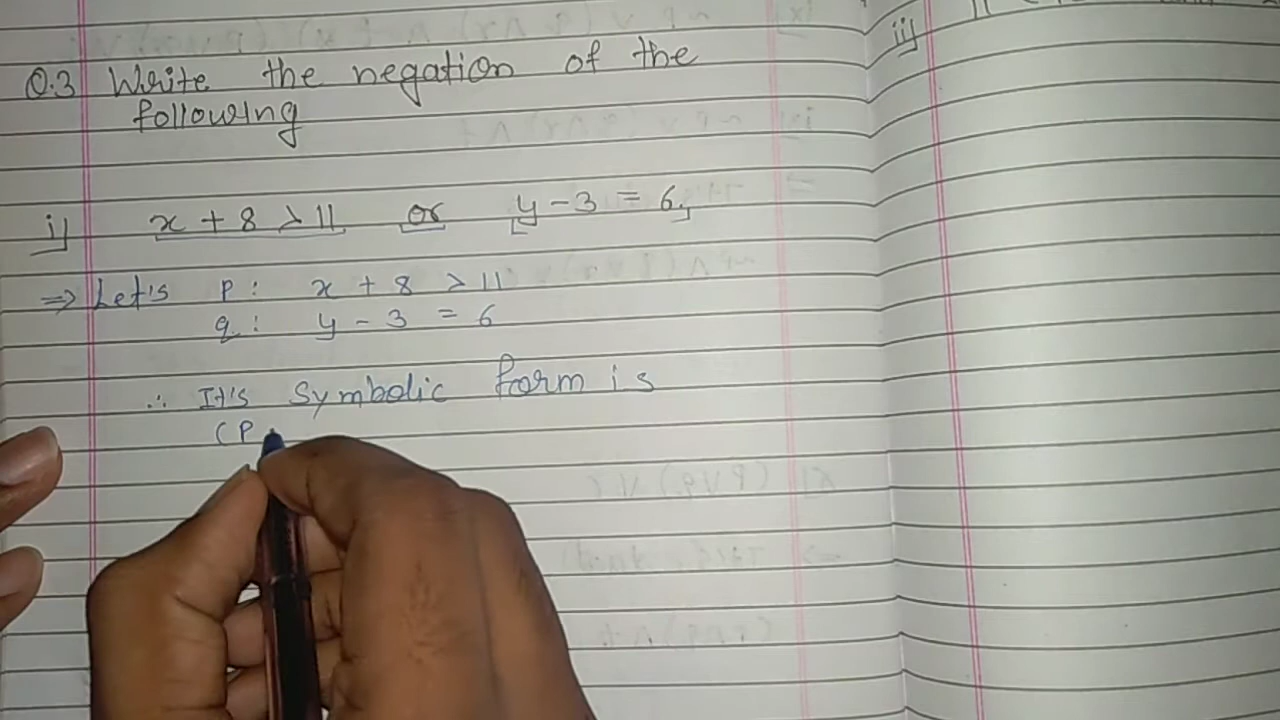 Q.3 Write the negation of the
following
i) x + 8 > 11 or y - 3 = 6,
⇒ Let's p : x + 8 > 11
q : y - 3 = 6
∴ It's Symbolic form is
(P
ii)